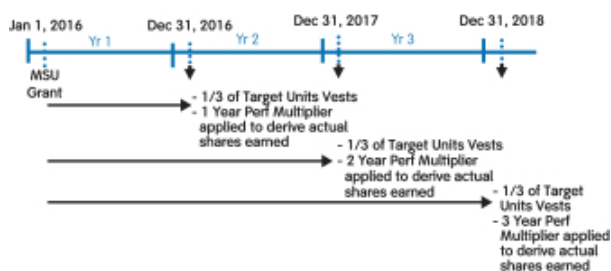 Jan 1, 2016
Dec 31, 2016
Dec 31, 2017
Dec 31, 2018
Yr 1
Yr 2
Yr 3
MSU
Grant
- 1/3 of Target Units Vests
- 1 Year Perf Multiplier
applied to derive actual
shares earned
- 1/3 of Target Units Vests
- 2 Year Perf Multiplier
applied to derive actual
shares earned
- 1/3 of Target
Units Vests
- 3 Year Perf
Multiplier applied
to derive actual
shares earned